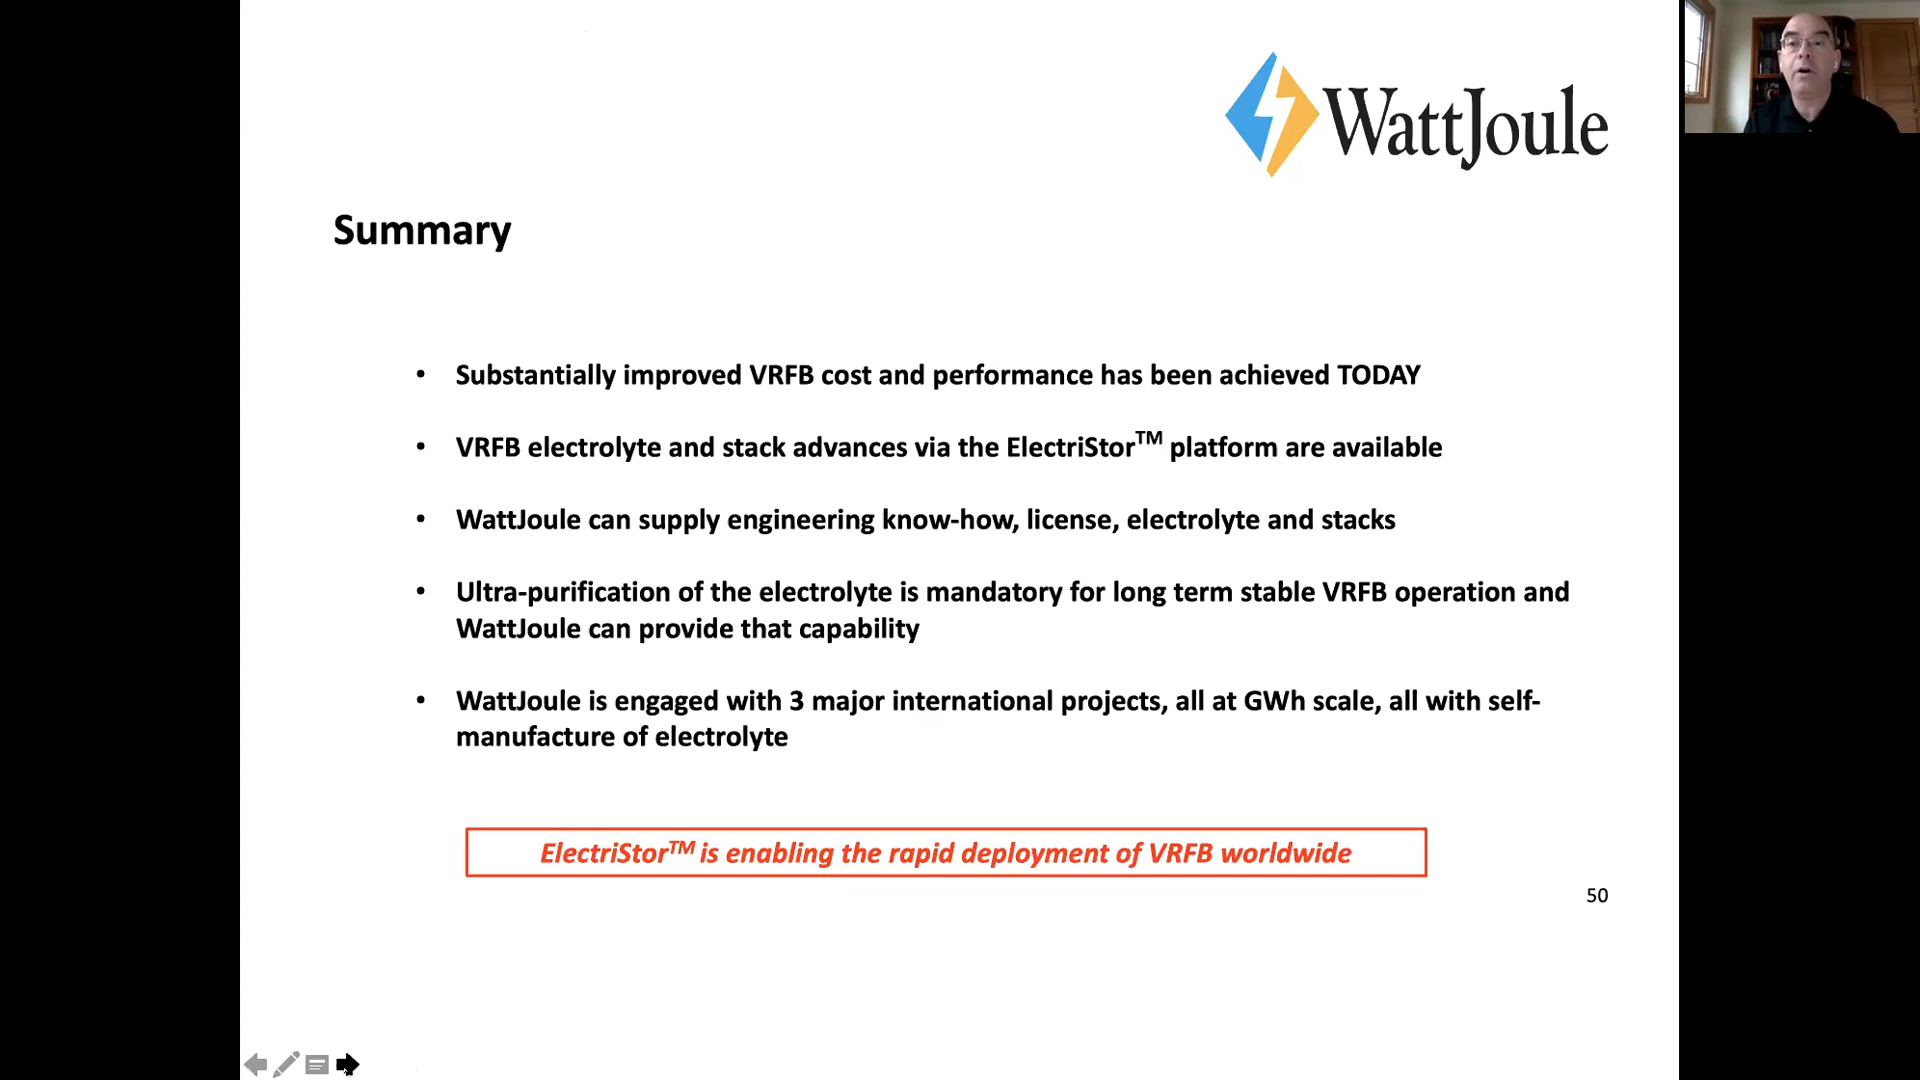 WattJoule
Summary
• Substantially improved VRFB cost and performance has been achieved TODAY
• VRFB electrolyte and stack advances via the ElectriStor™ platform are available
• WattJoule can supply engineering know-how, license, electrolyte and stacks
• Ultra-purification of the electrolyte is mandatory for long term stable VRFB operation and
WattJoule can provide that capability
• WattJoule is engaged with 3 major international projects, all at GWh scale, all with self-
manufacture of electrolyte
ElectriStor™ is enabling the rapid deployment of VRFB worldwide
50